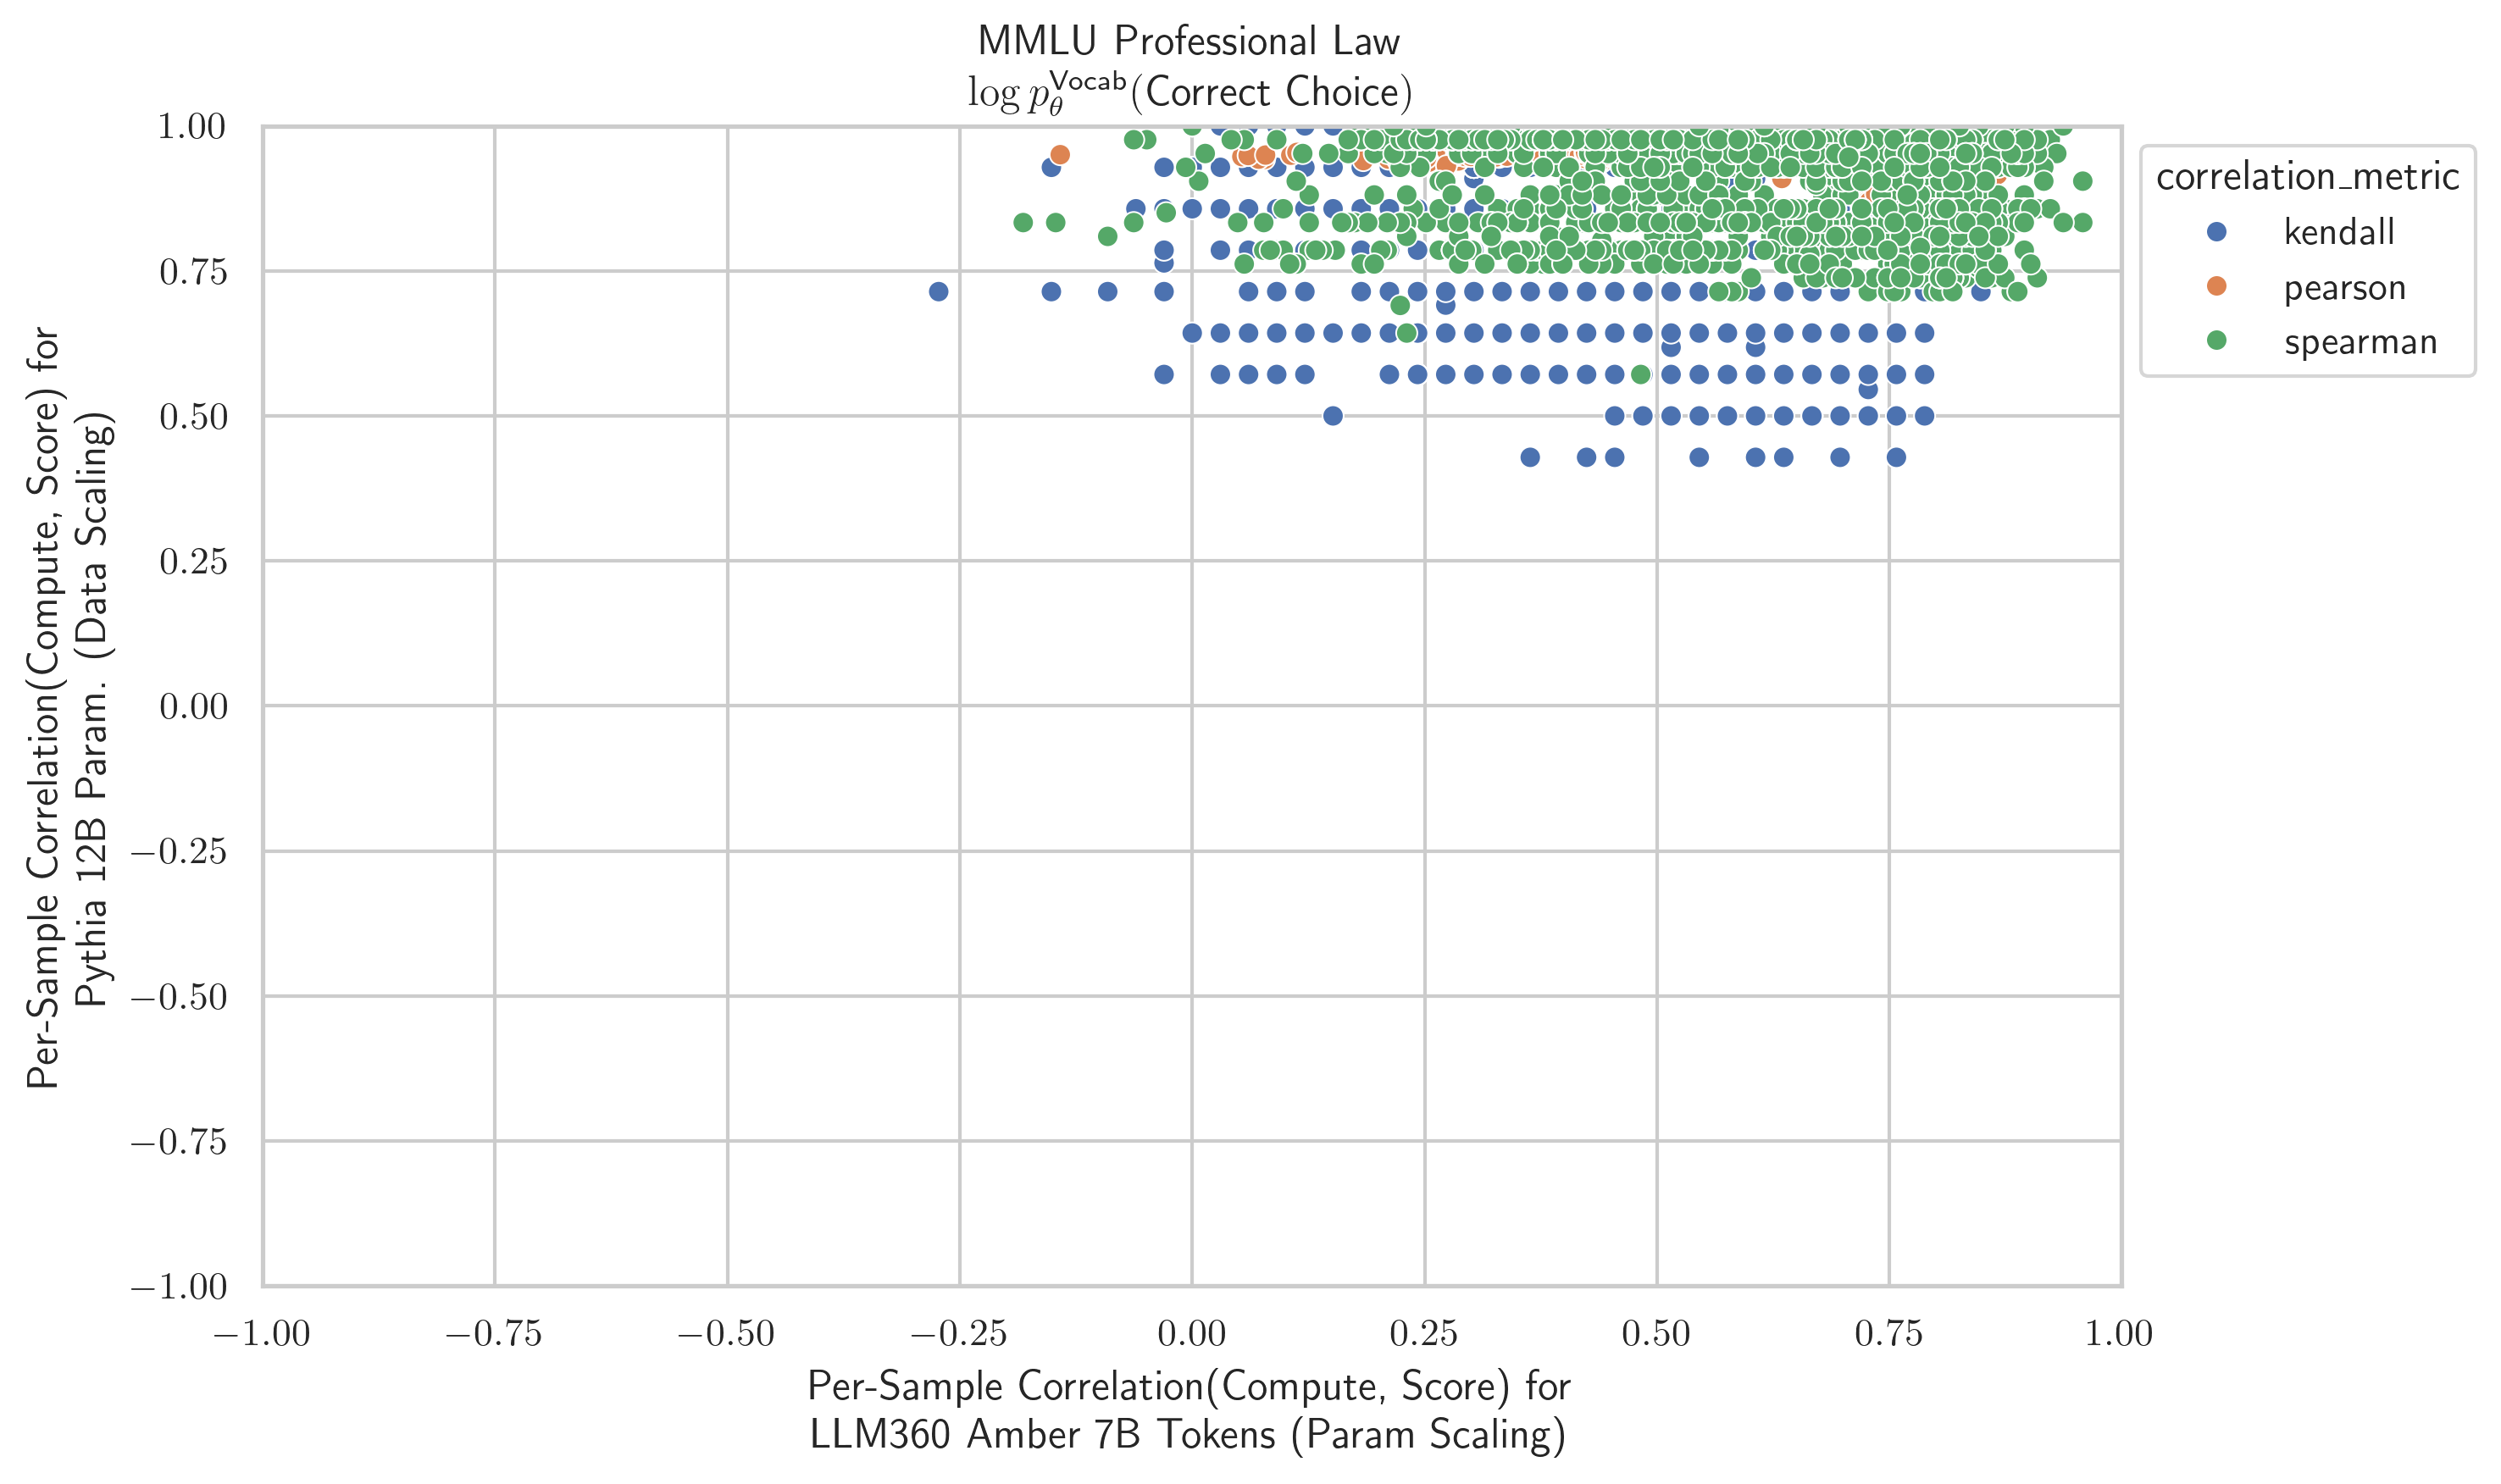 MMLU Professional Law
log p_θ^Vocab(Correct Choice)
Per-Sample Correlation(Compute, Score) for
Pythia 12B Param. (Data Scaling)
1.00
0.75
0.50
0.25
0.00
−0.25
−0.50
−0.75
−1.00
−1.00
−0.75
−0.50
−0.25
0.00
0.25
0.50
0.75
1.00
Per-Sample Correlation(Compute, Score) for
LLM360 Amber 7B Tokens (Param Scaling)
correlation_metric
kendall
pearson
spearman